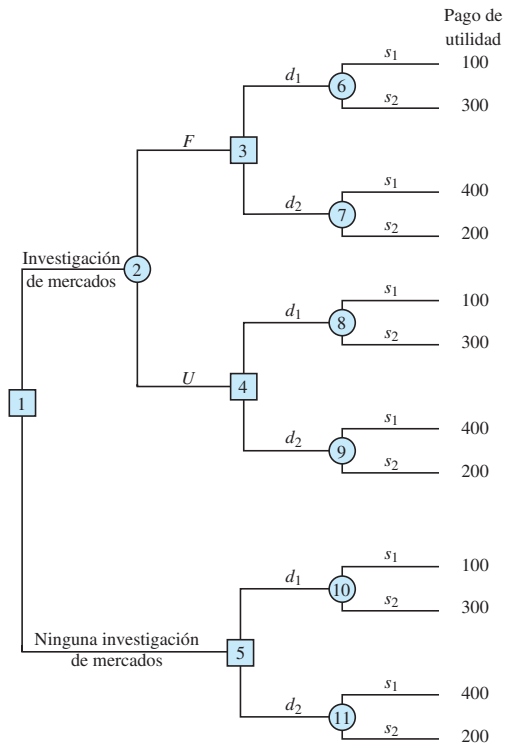 Pago de
utilidad
s1 100
d1 6
s2 300
F 3
s1 400
d2 7
s2 200
Investigación
de mercados
2
s1 100
d1 8
s2 300
U 4
1
s1 400
d2 9
s2 200
s1 100
d1 10
s2 300
Ninguna investigación
de mercados
5
s1 400
d2 11
s2 200